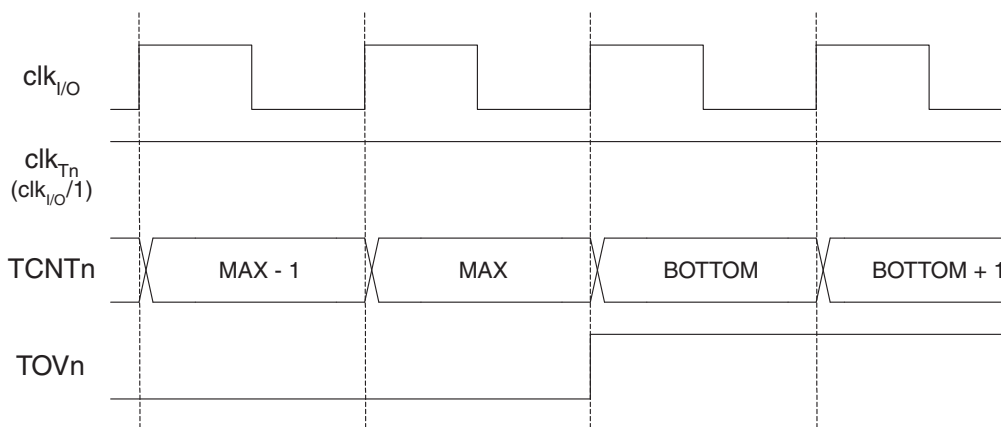 clkI/O
clkTn
(clkI/O/1)
TCNTn
MAX - 1
MAX
BOTTOM
BOTTOM + 1
TOVn